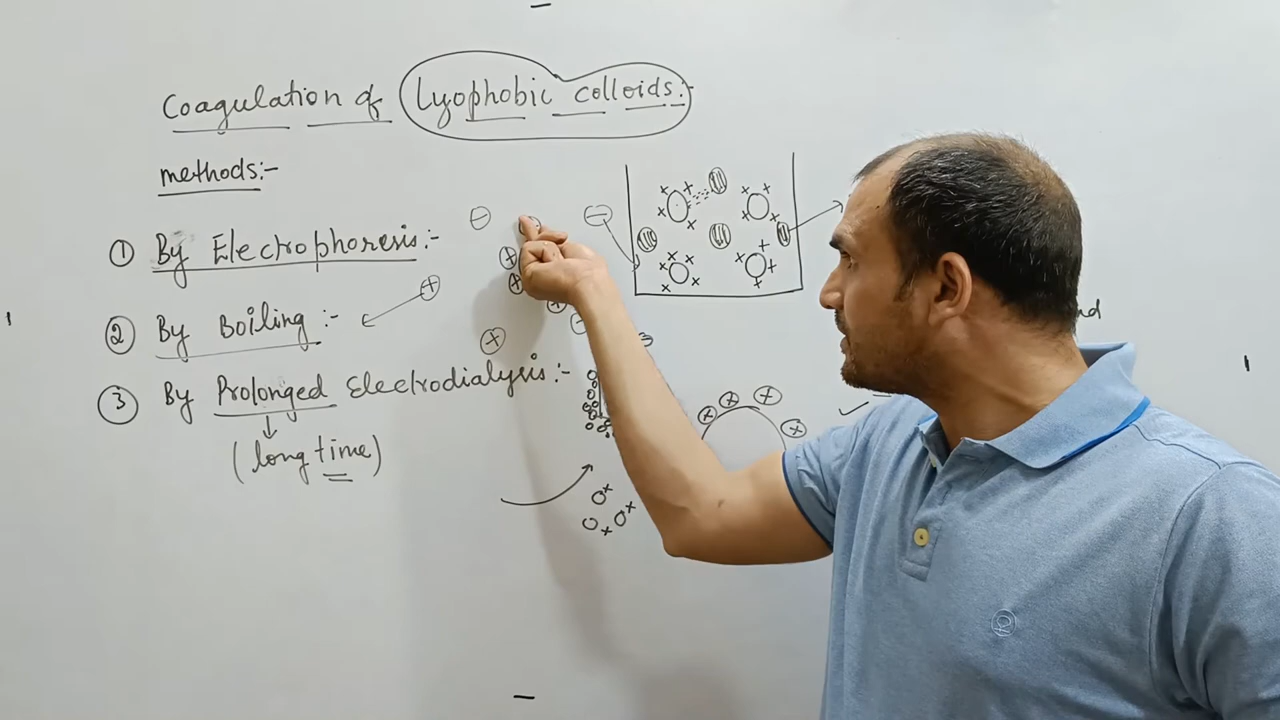 Coagulation of Lyophobic colloids:-
methods:-
① By Electrophoresis:-
② By Boiling :-
③ By Prolonged Electrodialysis:-
(long time)